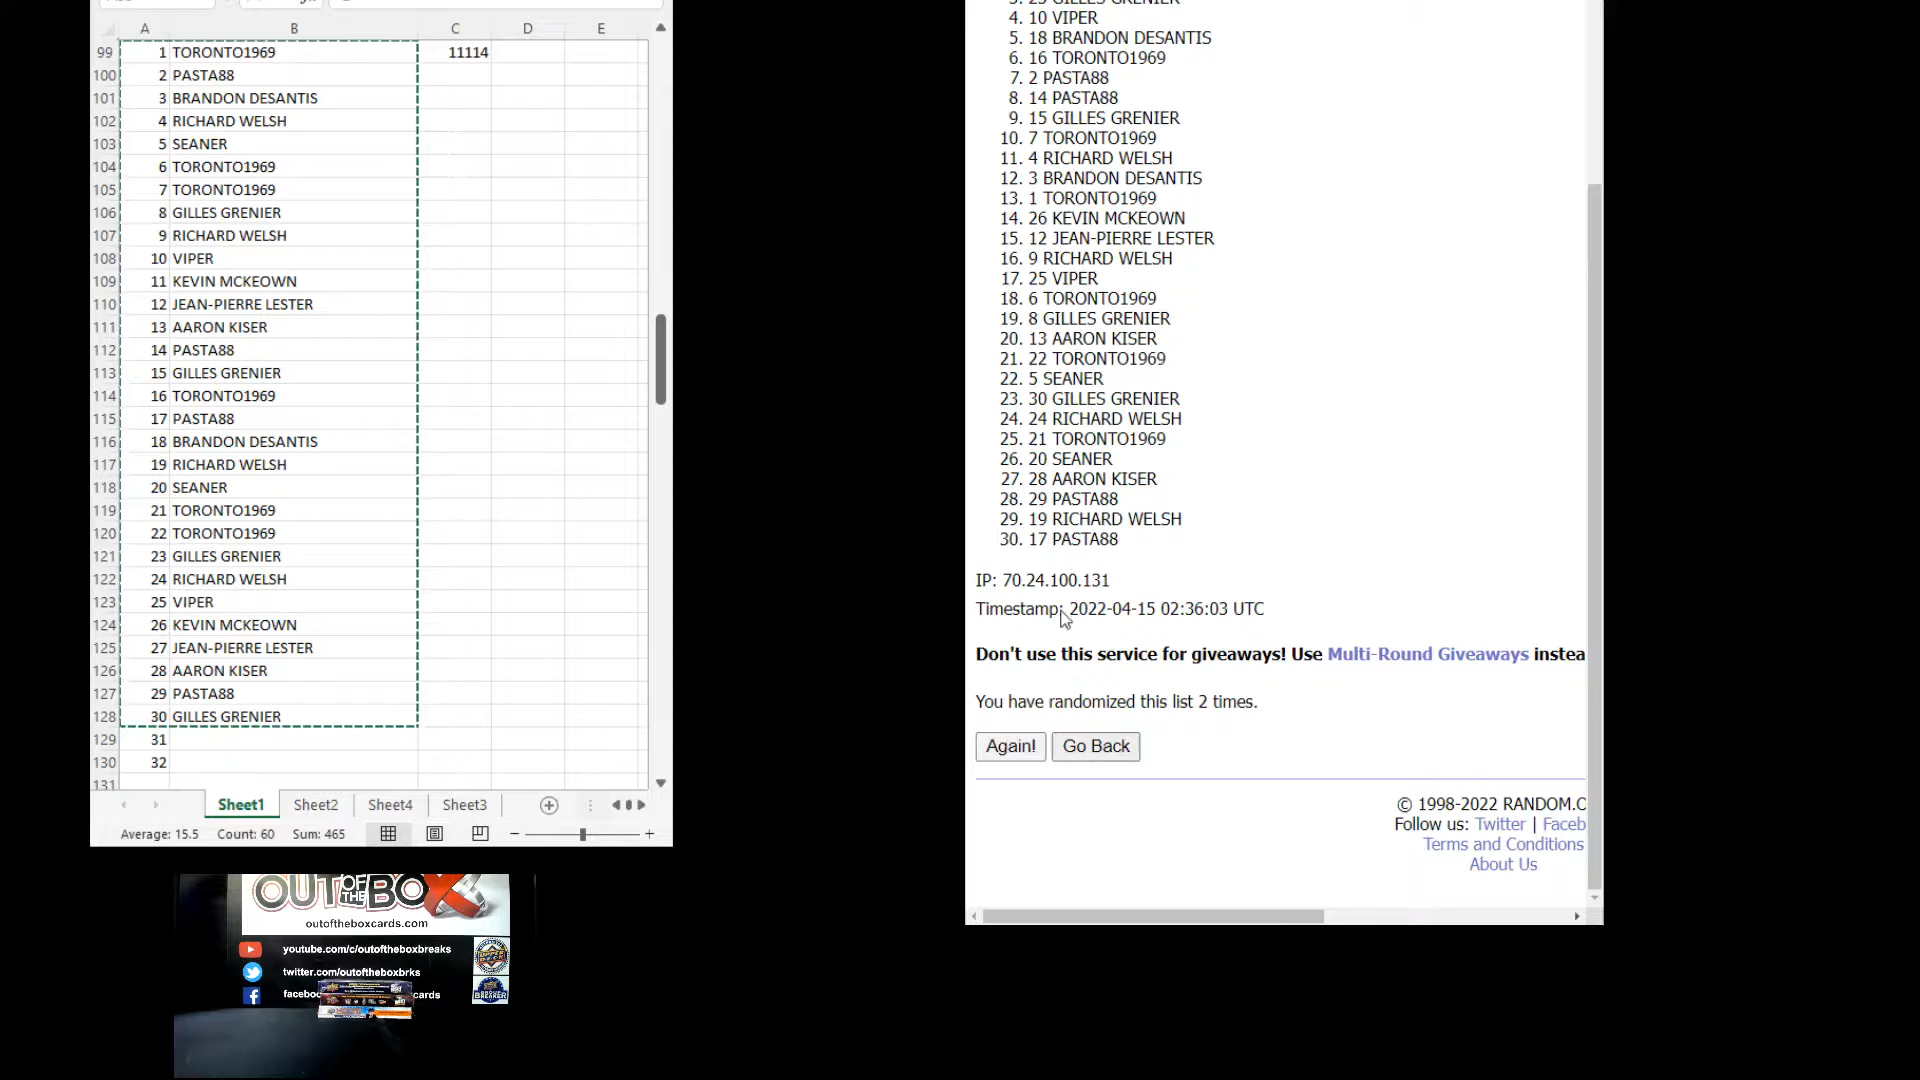 A B C D E
99 1 TORONTO1969 11114
100 2 PASTA88
101 3 BRANDON DESANTIS
102 4 RICHARD WELSH
103 5 SEANER
104 6 TORONTO1969
105 7 TORONTO1969
106 8 GILLES GRENIER
107 9 RICHARD WELSH
108 10 VIPER
109 11 KEVIN MCKEOWN
110 12 JEAN-PIERRE LESTER
111 13 AARON KISER
112 14 PASTA88
113 15 GILLES GRENIER
114 16 TORONTO1969
115 17 PASTA88
116 18 BRANDON DESANTIS
117 19 RICHARD WELSH
118 20 SEANER
119 21 TORONTO1969
120 22 TORONTO1969
121 23 GILLES GRENIER
122 24 RICHARD WELSH
123 25 VIPER
124 26 KEVIN MCKEOWN
125 27 JEAN-PIERRE LESTER
126 28 AARON KISER
127 29 PASTA88
128 30 GILLES GRENIER
129 31
130 32
131
Sheet1 Sheet2 Sheet4 Sheet3
Average: 15.5 Count: 60 Sum: 465
OUT OF THE BOX
outoftheboxcards.com
youtube.com/c/outoftheboxbreaks
twitter.com/outoftheboxbrks
faceboo cards
3. 23 GILLES GRENIER
4. 10 VIPER
5. 18 BRANDON DESANTIS
6. 16 TORONTO1969
7. 2 PASTA88
8. 14 PASTA88
9. 15 GILLES GRENIER
10. 7 TORONTO1969
11. 4 RICHARD WELSH
12. 3 BRANDON DESANTIS
13. 1 TORONTO1969
14. 26 KEVIN MCKEOWN
15. 12 JEAN-PIERRE LESTER
16. 9 RICHARD WELSH
17. 25 VIPER
18. 6 TORONTO1969
19. 8 GILLES GRENIER
20. 13 AARON KISER
21. 22 TORONTO1969
22. 5 SEANER
23. 30 GILLES GRENIER
24. 24 RICHARD WELSH
25. 21 TORONTO1969
26. 20 SEANER
27. 28 AARON KISER
28. 29 PASTA88
29. 19 RICHARD WELSH
30. 17 PASTA88
IP: 70.24.100.131
Timestamp: 2022-04-15 02:36:03 UTC
Don't use this service for giveaways! Use Multi-Round Giveaways instea
You have randomized this list 2 times.
Again! Go Back
© 1998-2022 RANDOM.C
Follow us: Twitter | Faceb
Terms and Conditions
About Us